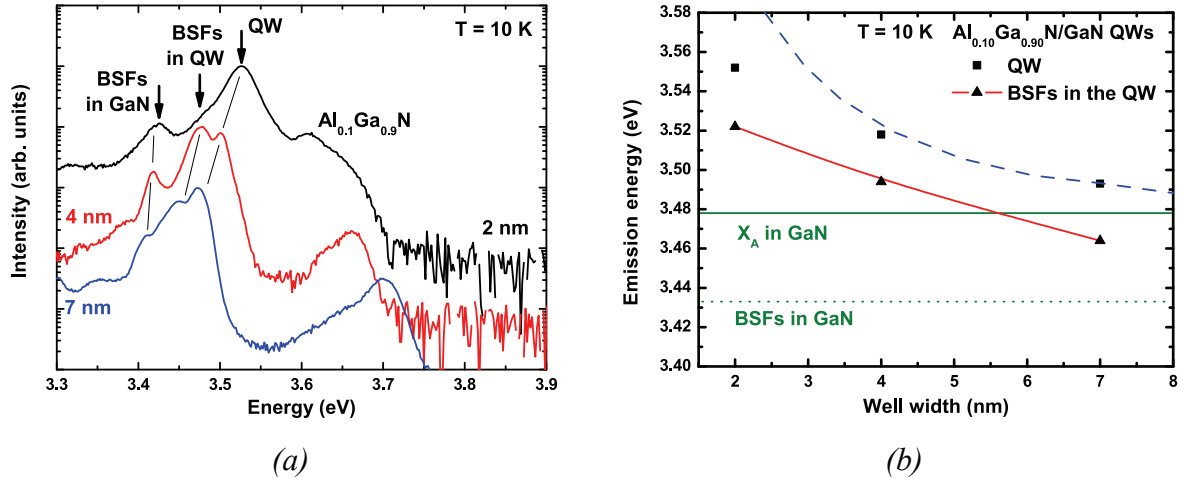 T = 10 K
QW
BSFs
in QW
BSFs
in GaN
Al0.1Ga0.9N
4 nm
2 nm
7 nm
Intensity (arb. units)
3.3 3.4 3.5 3.6 3.7 3.8 3.9
Energy (eV)
(a)
T = 10 K Al0.10Ga0.90N/GaN QWs
QW
BSFs in the QW
XA in GaN
BSFs in GaN
Emission energy (eV)
3.58
3.56
3.54
3.52
3.50
3.48
3.46
3.44
3.42
3.40
2 3 4 5 6 7 8
Well width (nm)
(b)